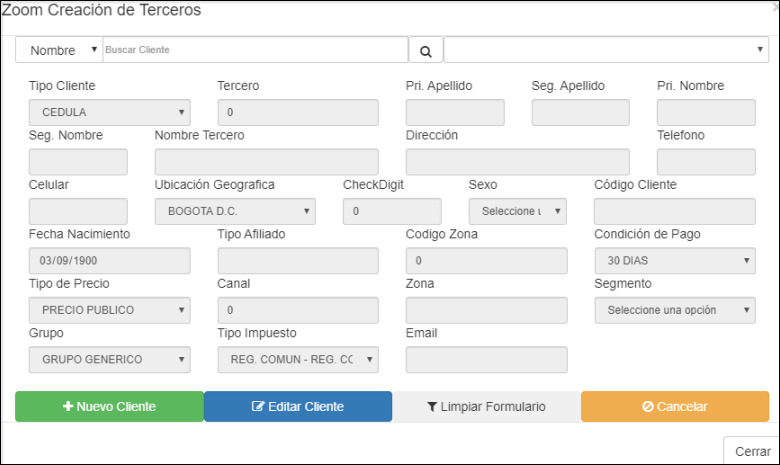 Zoom Creación de Terceros
Nombre Buscar Cliente
Tipo Cliente Tercero Pri. Apellido Seg. Apellido Pri. Nombre
CEDULA 0
Seg. Nombre Nombre Tercero Dirección Telefono
Celular Ubicación Geografica CheckDigit Sexo Código Cliente
BOGOTA D.C. 0 Seleccione
Fecha Nacimiento Tipo Afiliado Codigo Zona Condición de Pago
03/09/1900 0 30 DIAS
Tipo de Precio Canal Zona Segmento
PRECIO PUBLICO 0 Seleccione una opción
Grupo Tipo Impuesto Email
GRUPO GENERICO REG. COMUN - REG. CO
Nuevo Cliente Editar Cliente Limpiar Formulario Cancelar
Cerrar